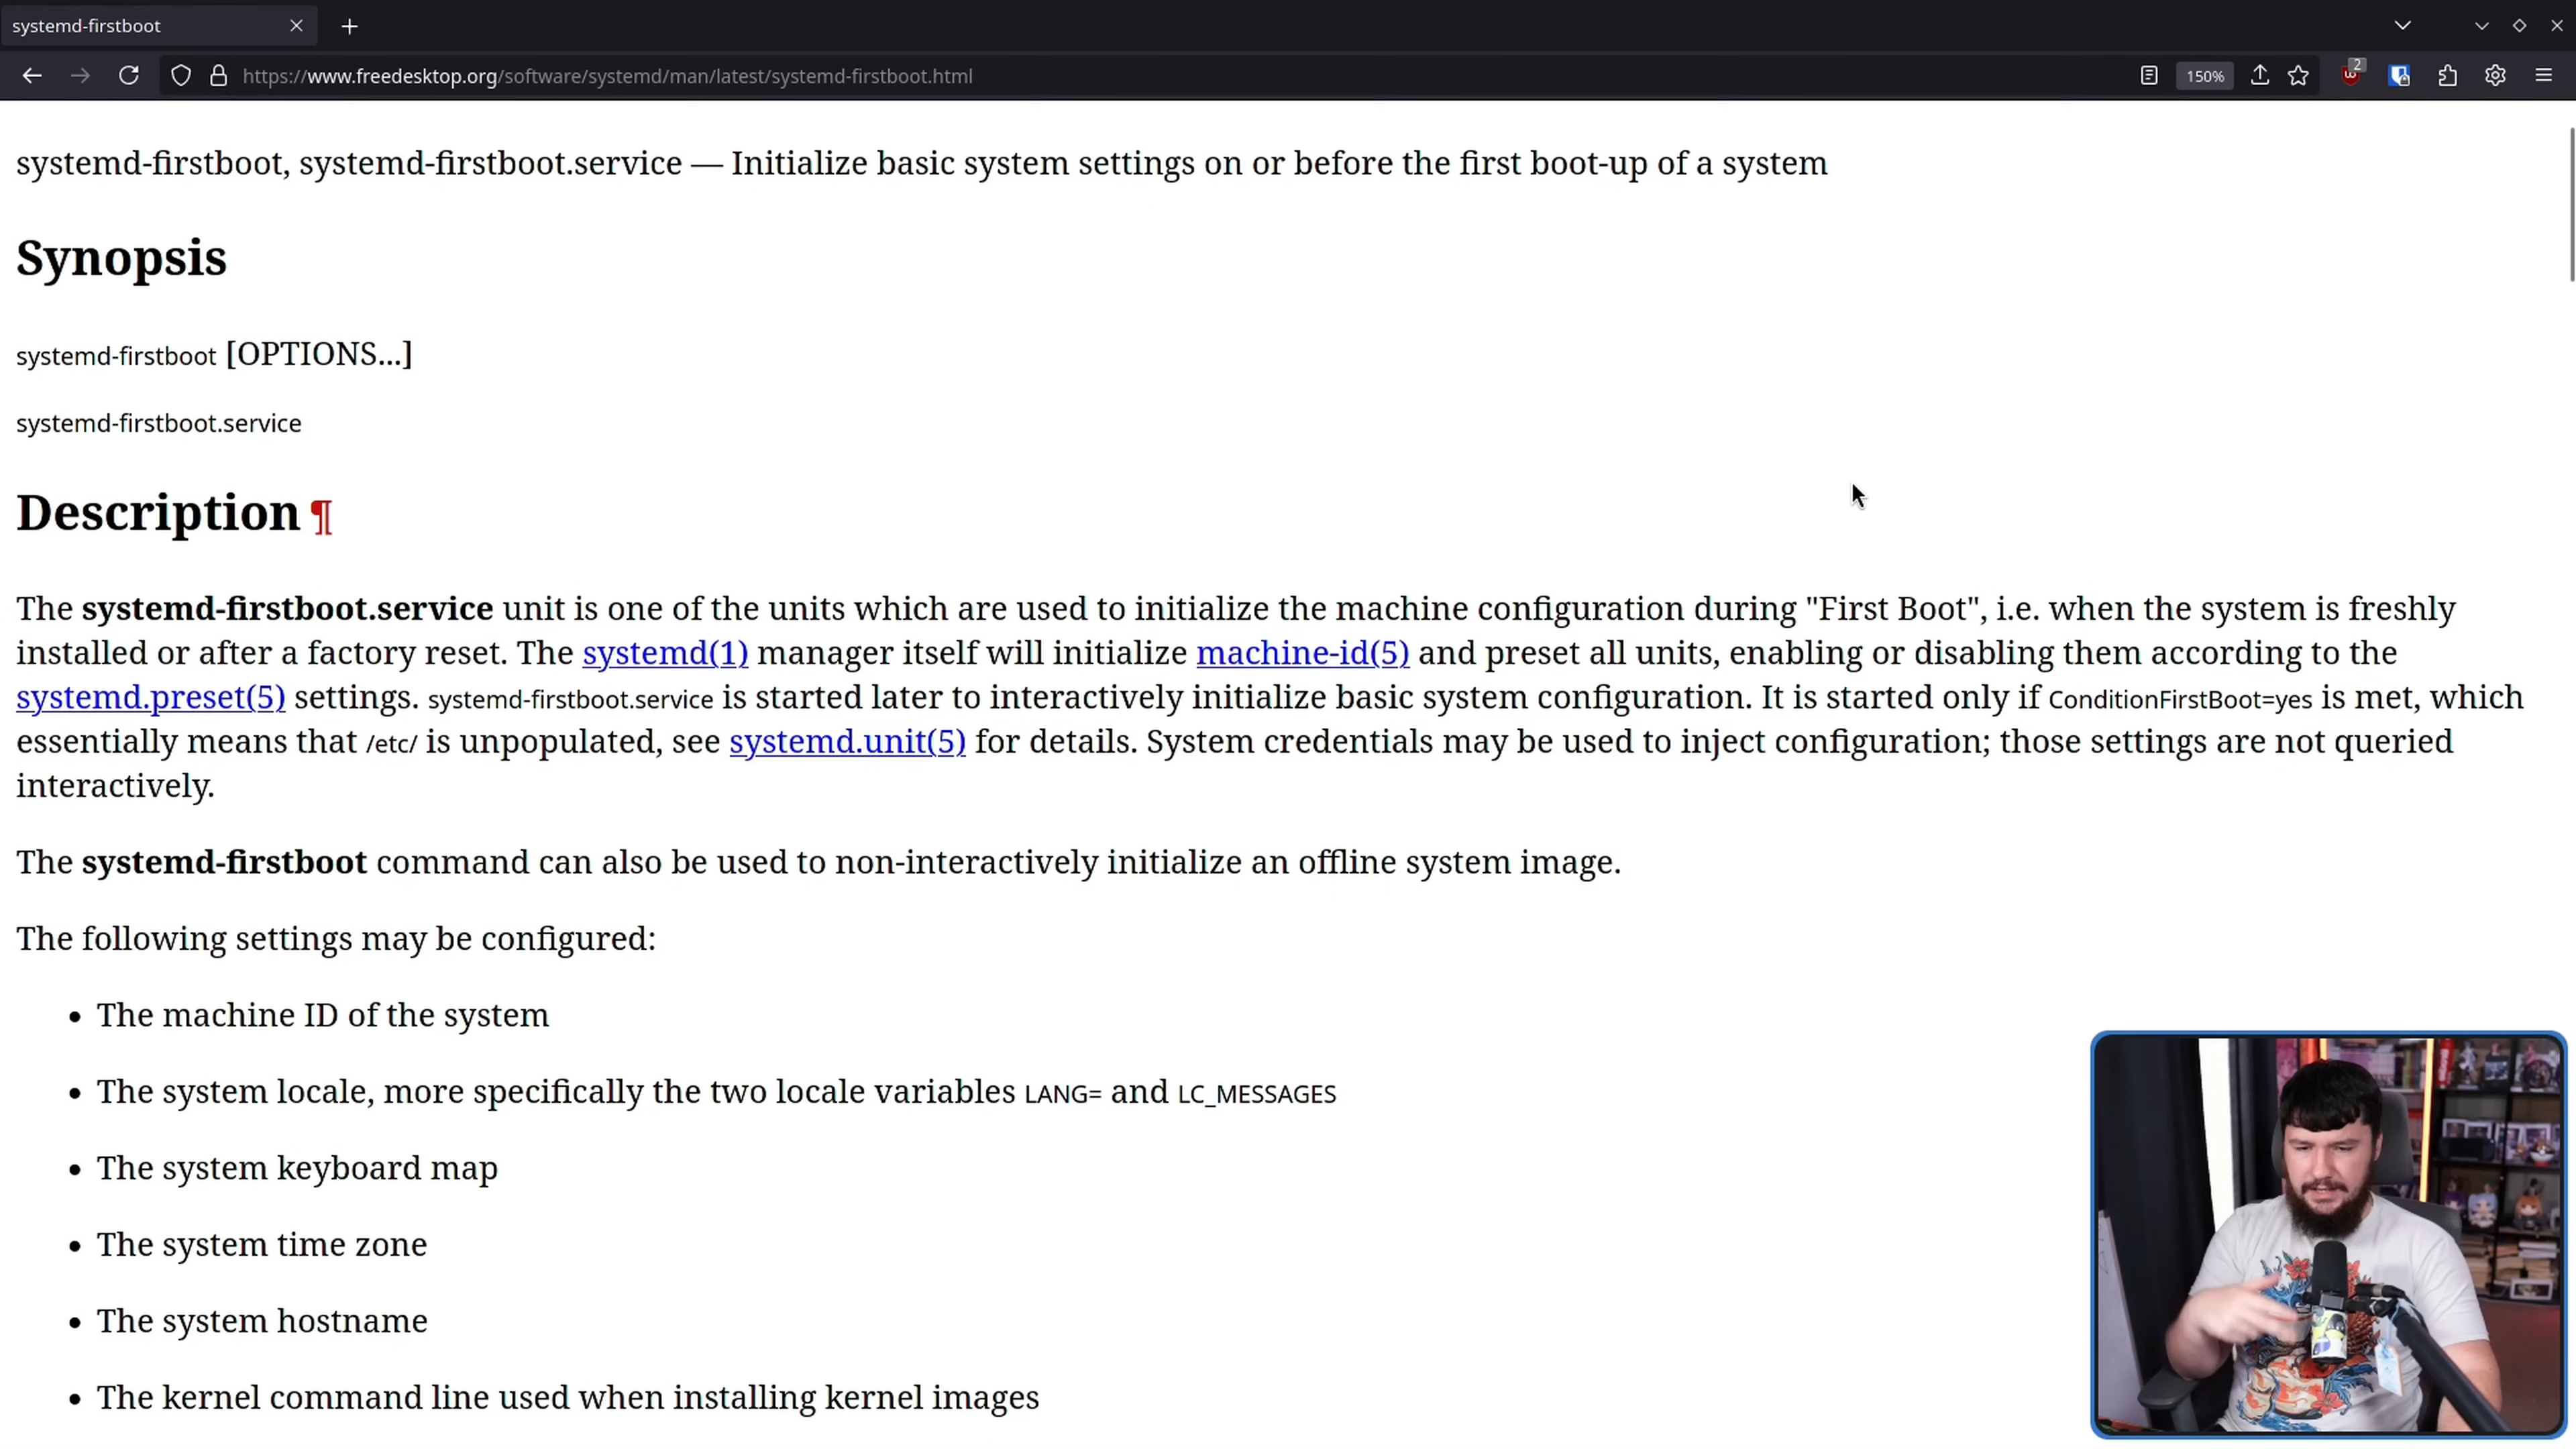 systemd-firstboot
https://www.freedesktop.org/software/systemd/man/latest/systemd-firstboot.html
150%
2
systemd-firstboot, systemd-firstboot.service — Initialize basic system settings on or before the first boot-up of a system
Synopsis
systemd-firstboot [OPTIONS...]
systemd-firstboot.service
Description ¶
The systemd-firstboot.service unit is one of the units which are used to initialize the machine configuration during "First Boot", i.e. when the system is freshly
installed or after a factory reset. The systemd(1) manager itself will initialize machine-id(5) and preset all units, enabling or disabling them according to the
systemd.preset(5) settings. systemd-firstboot.service is started later to interactively initialize basic system configuration. It is started only if ConditionFirstBoot=yes is met, which
essentially means that /etc/ is unpopulated, see systemd.unit(5) for details. System credentials may be used to inject configuration; those settings are not queried
interactively.
The systemd-firstboot command can also be used to non-interactively initialize an offline system image.
The following settings may be configured:
• The machine ID of the system
• The system locale, more specifically the two locale variables LANG= and LC_MESSAGES
• The system keyboard map
• The system time zone
• The system hostname
• The kernel command line used when installing kernel images